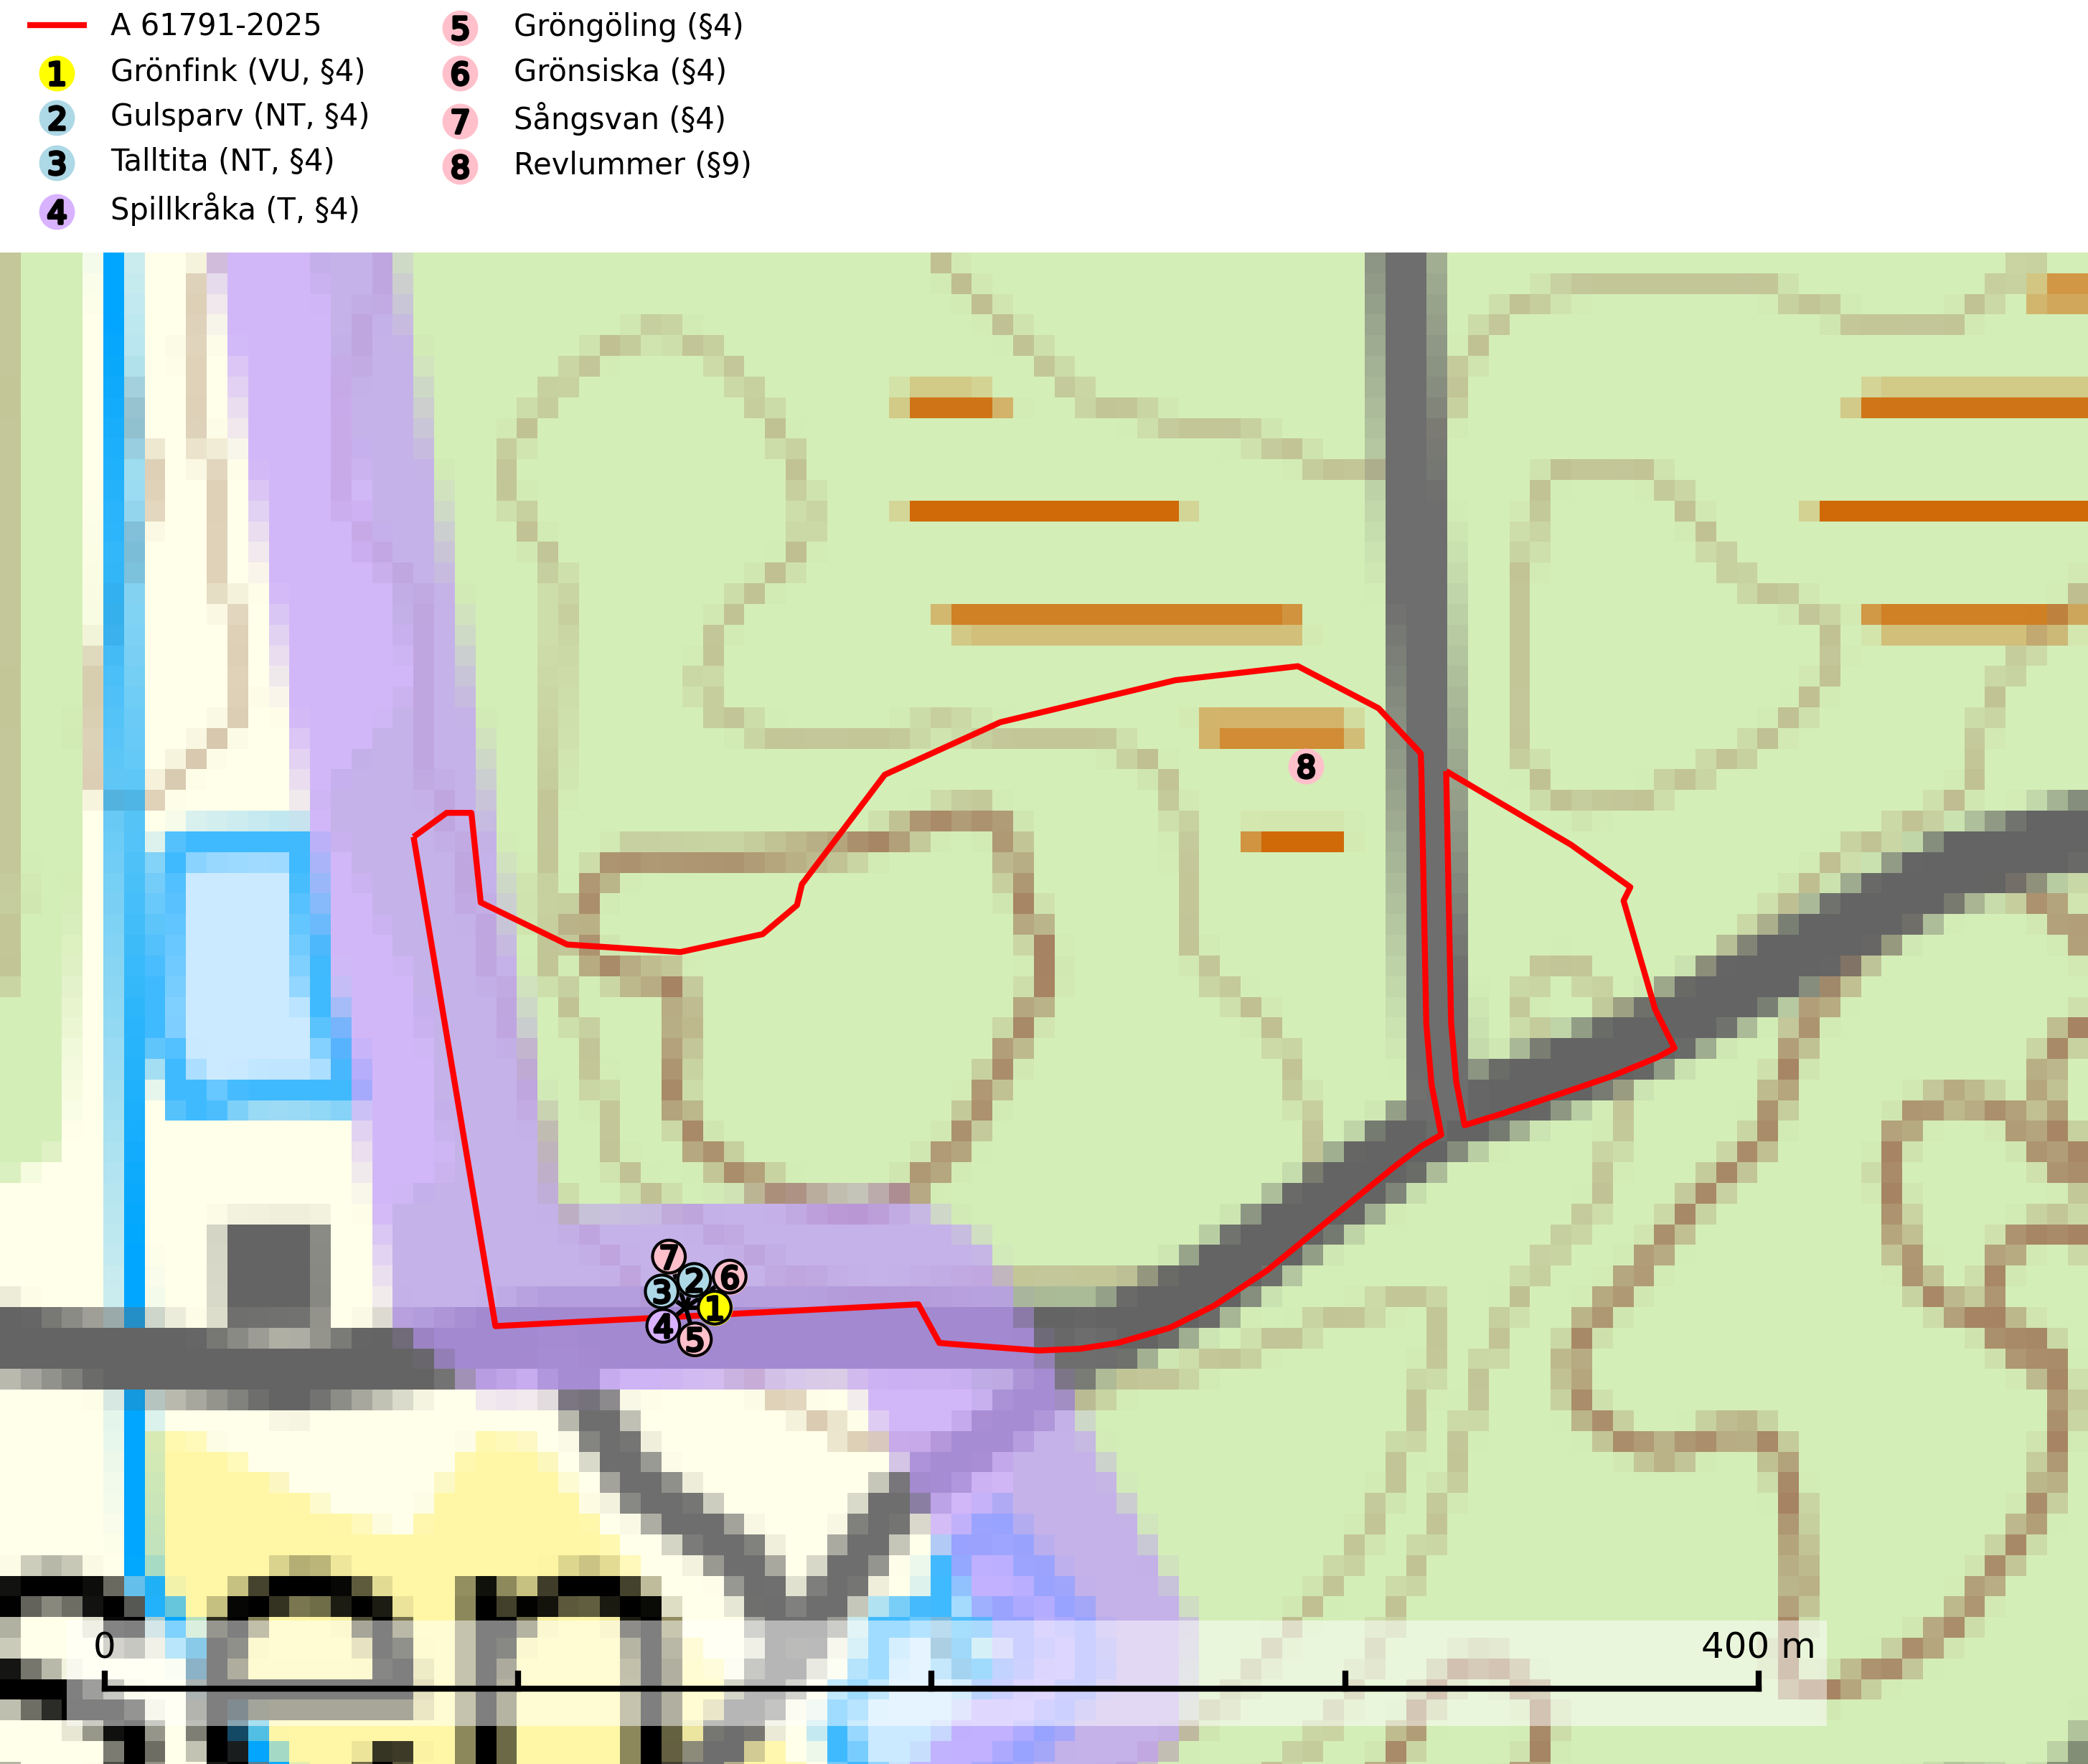 A 61791-2025
1 Grönfink (VU, §4)
2 Gulsparv (NT, §4)
3 Talltita (NT, §4)
4 Spillkråka (T, §4)
5 Gröngöling (§4)
6 Grönsiska (§4)
7 Sångsvan (§4)
8 Revlummer (§9)
8
7
2 6
3
1
4
5
0 400 m